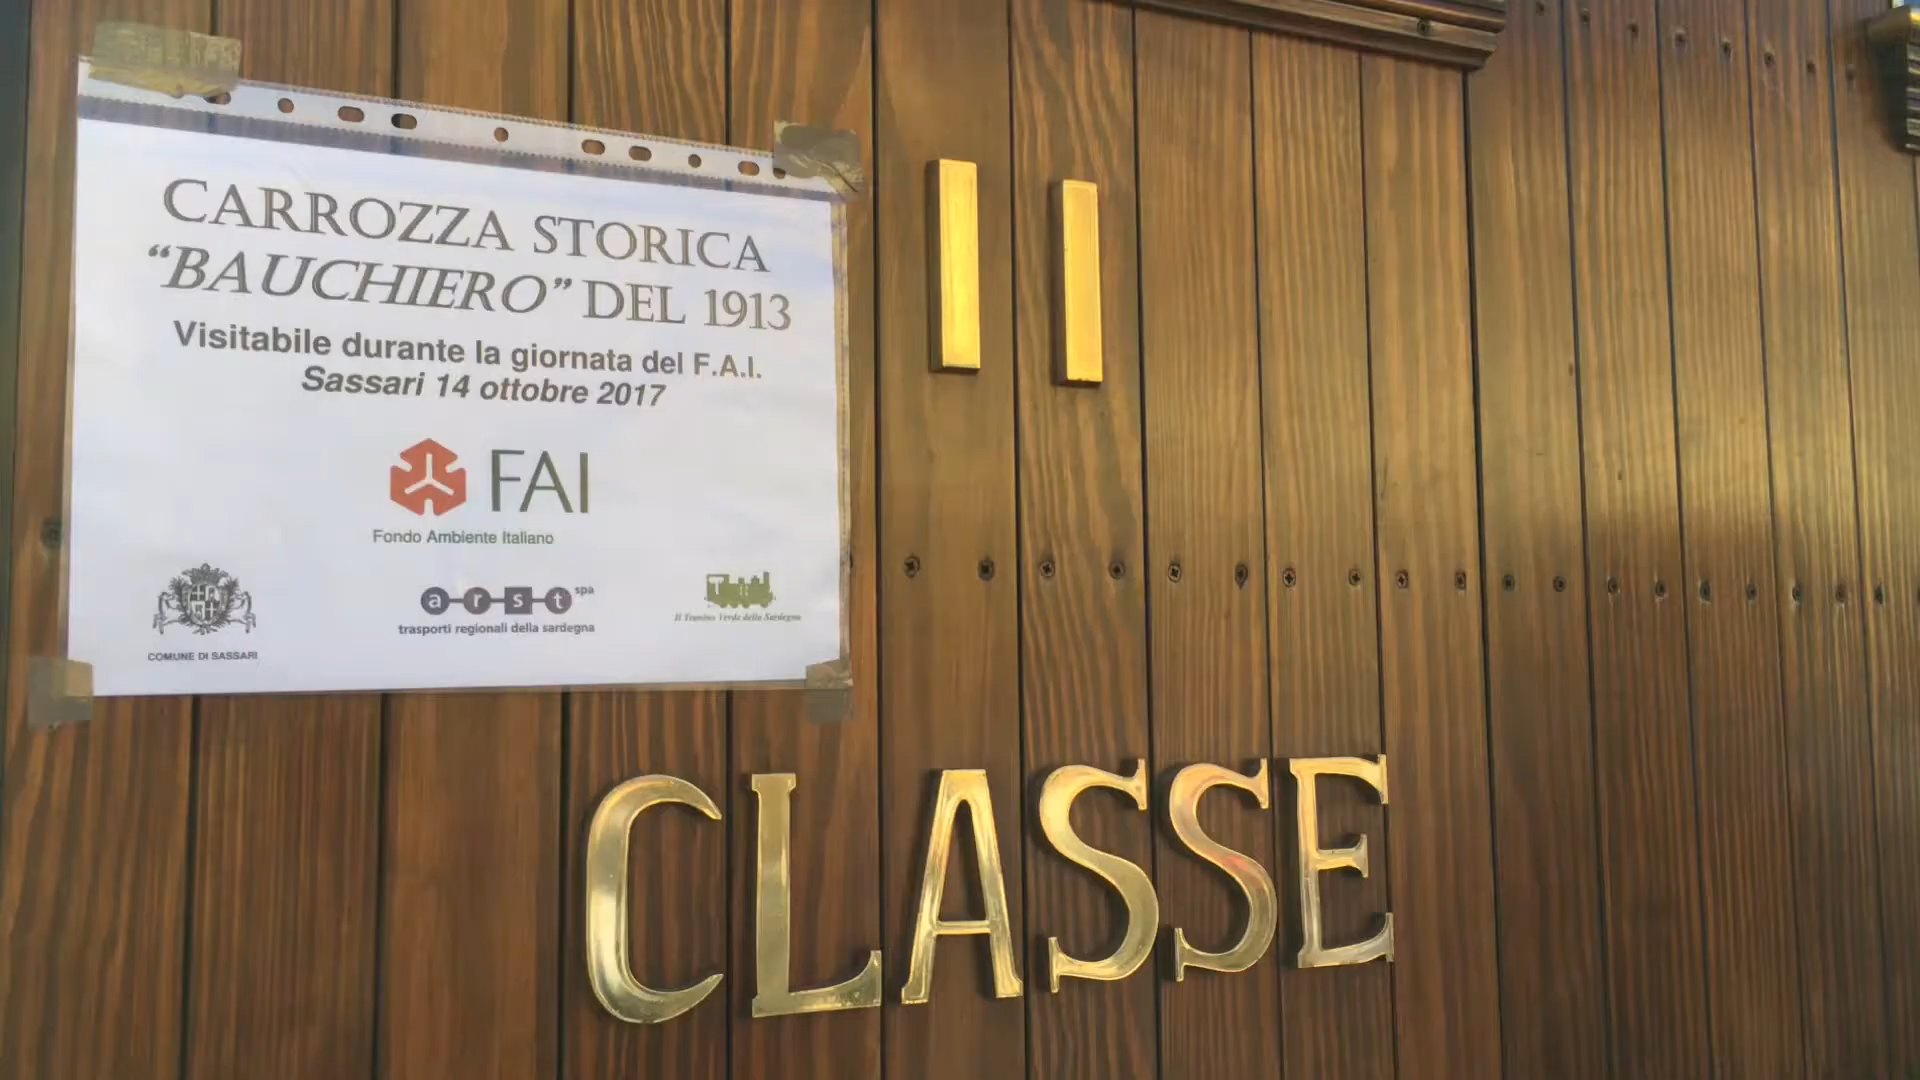 CARROZZA STORICA
“BAUCHIERO” DEL 1913
Visitabile durante la giornata del F.A.I.
Sassari 14 ottobre 2017
FAI
Fondo Ambiente Italiano
COMUNE DI SASSARI
arst spa
trasporti regionali della sardegna
Il Trenino Verde della Sardegna
II
CLASSE